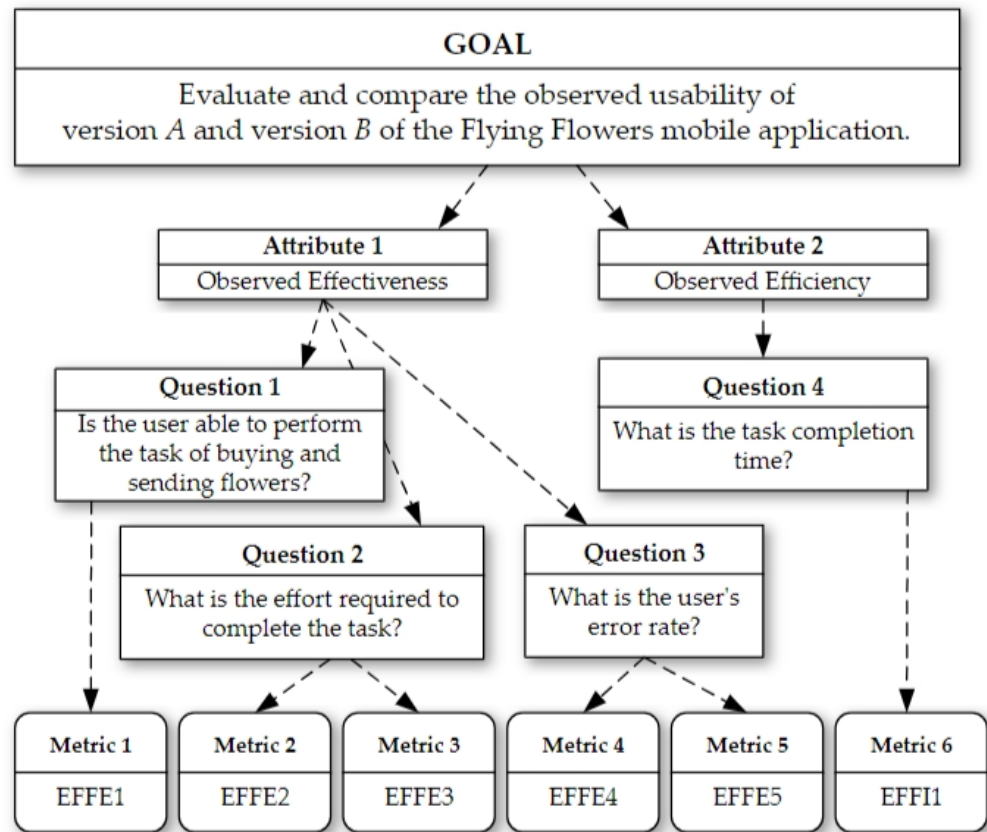 GOAL
Evaluate and compare the observed usability of
version A and version B of the Flying Flowers mobile application.
Attribute 1
Observed Effectiveness
Attribute 2
Observed Efficiency
Question 1
Is the user able to perform
the task of buying and
sending flowers?
Question 4
What is the task completion
time?
Question 2
What is the effort required to
complete the task?
Question 3
What is the user's
error rate?
Metric 1
EFFE1
Metric 2
EFFE2
Metric 3
EFFE3
Metric 4
EFFE4
Metric 5
EFFE5
Metric 6
EFFI1